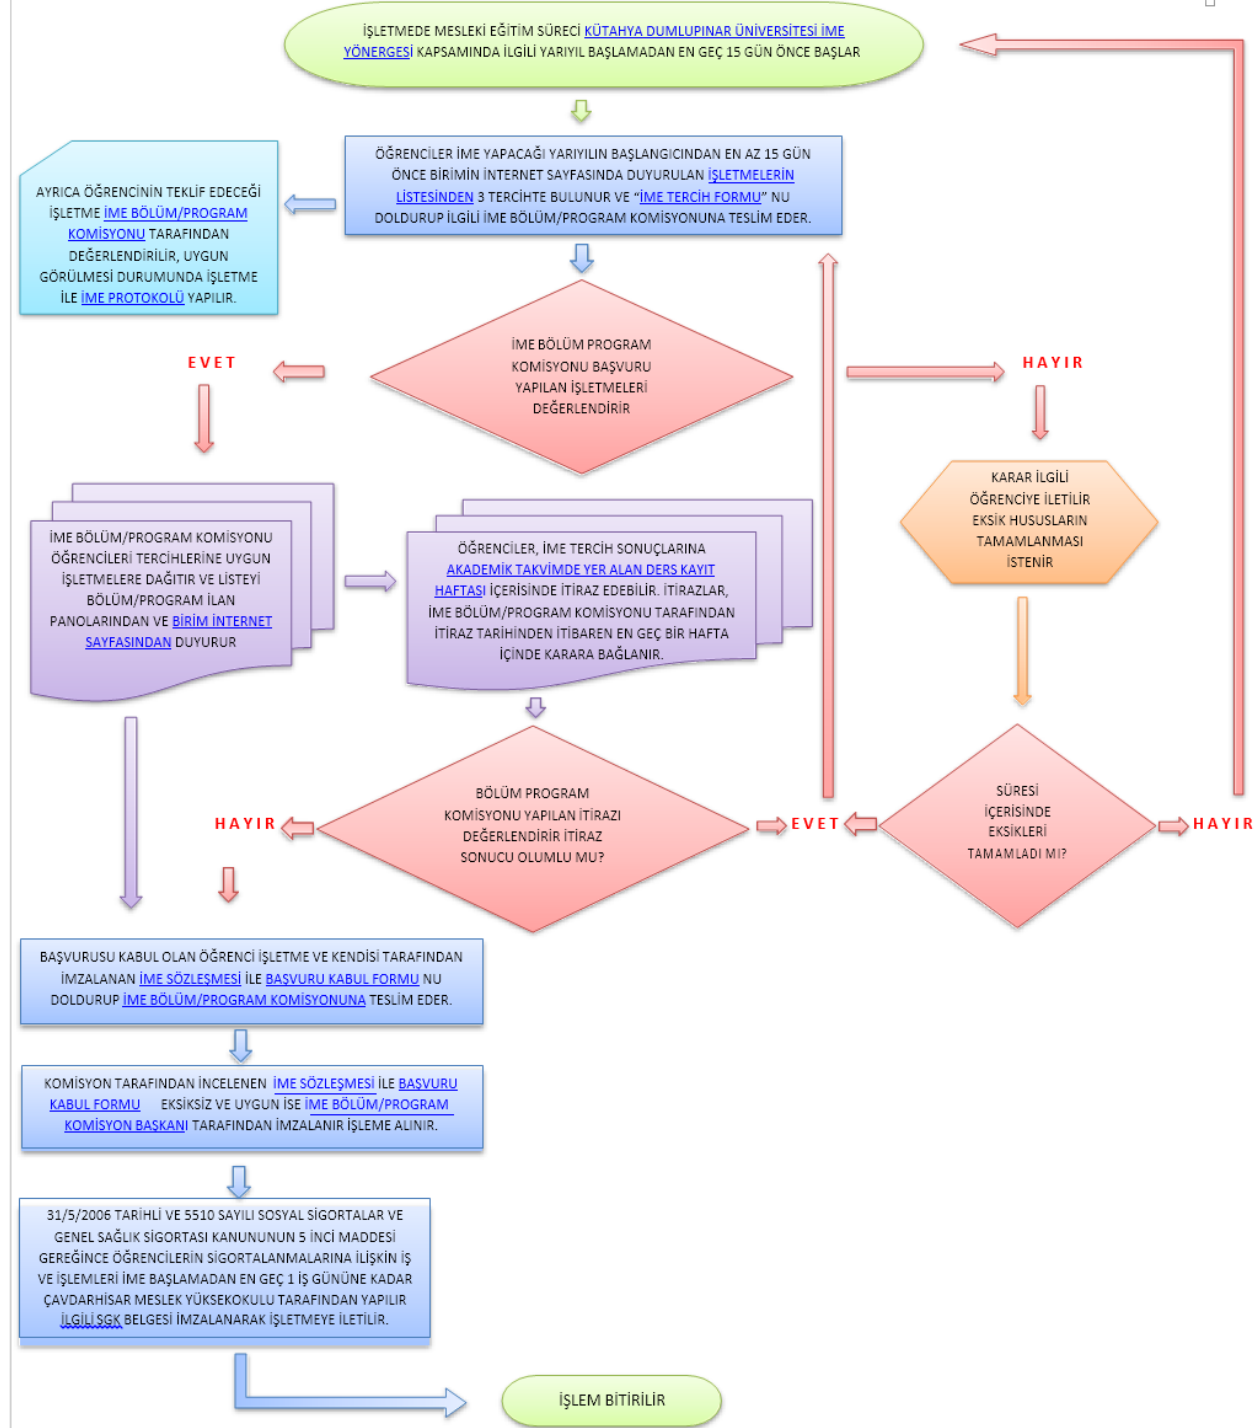 İŞLETMEDE MESLEKİ EĞİTİM SÜRECİ KÜTAHYA DUMLUPINAR ÜNİVERSİTESİ İME
YÖNERGESİ KAPSAMINDA İLGİLİ YARIYIL BAŞLAMADAN EN GEÇ 15 GÜN ÖNCE BAŞLAR
ÖĞRENCİLER İME YAPACAĞI YARIYILIN BAŞLANGICINDAN EN AZ 15 GÜN
ÖNCE BİRİMİN İNTERNET SAYFASINDA DUYURULAN İŞLETMELERİN
LİSTESİNDEN 3 TERCİHTE BULUNUR VE “İME TERCİH FORMU” NU
DOLDURUP İLGİLİ İME BÖLÜM/PROGRAM KOMİSYONUNA TESLİM EDER.
AYRICA ÖĞRENCİNİN TEKLİF EDECEĞİ
İŞLETME İME BÖLÜM/PROGRAM
KOMİSYONU TARAFINDAN
DEĞERLENDİRİLİR, UYGUN
GÖRÜLMESİ DURUMUNDA İŞLETME
İLE İME PROTOKOLÜ YAPILIR.
İME BÖLÜM PROGRAM
KOMİSYONU BAŞVURU
YAPILAN İŞLETMELERİ
DEĞERLENDİRİR
EVET
HAYIR
KARAR İLGİLİ
ÖĞRENCİYE İLETİLİR
EKSİK HUSUSLARIN
TAMAMLANMASI
İSTENİR
İME BÖLÜM/PROGRAM KOMİSYONU
ÖĞRENCİLERİ TERCİHLERİNE UYGUN
İŞLETMELERE DAĞITIR VE LİSTEYİ
BÖLÜM/PROGRAM İLAN
PANOLARINDAN VE BİRİM İNTERNET
SAYFASINDAN DUYURUR
ÖĞRENCİLER, İME TERCİH SONUÇLARINA
AKADEMİK TAKVİMDE YER ALAN DERS KAYIT
HAFTASI İÇERİSİNDE İTİRAZ EDEBİLİR. İTİRAZLAR,
İME BÖLÜM/PROGRAM KOMİSYONU TARAFINDAN
İTİRAZ TARİHİNDEN İTİBAREN EN GEÇ BİR HAFTA
İÇİNDE KARARA BAĞLANIR.
BÖLÜM PROGRAM
KOMİSYONU YAPILAN İTİRAZI
DEĞERLENDİRİR İTİRAZ
SONUCU OLUMLU MU?
HAYIR
EVET
SÜRESİ
İÇERİSİNDE
EKSİKLERİ
TAMAMLADI MI?
HAYIR
BAŞVURUSU KABUL OLAN ÖĞRENCİ İŞLETME VE KENDİSİ TARAFINDAN
İMZALANAN İME SÖZLEŞMESİ İLE BAŞVURU KABUL FORMU NU
DOLDURUP İME BÖLÜM/PROGRAM KOMİSYONUNA TESLİM EDER.
KOMİSYON TARAFINDAN İNCELENEN İME SÖZLEŞMESİ İLE BAŞVURU
KABUL FORMU EKSİKSİZ VE UYGUN İSE İME BÖLÜM/PROGRAM
KOMİSYON BAŞKANI TARAFINDAN İMZALANIR İŞLEME ALINIR.
31/5/2006 TARİHLİ VE 5510 SAYILI SOSYAL SİGORTALAR VE
GENEL SAĞLIK SİGORTASI KANUNUNUN 5 İNCİ MADDESİ
GEREĞİNCE ÖĞRENCİLERİN SİGORTALANMALARINA İLİŞKİN İŞ
VE İŞLEMLERİ İME BAŞLAMADAN EN GEÇ 1 İŞ GÜNÜNE KADAR
ÇAVDARHİSAR MESLEK YÜKSEKOKULU TARAFINDAN YAPILIR
İLGİLİ SGK BELGESİ İMZALANARAK İŞLETMEYE İLETİLİR.
İŞLEM BİTİRİLİR